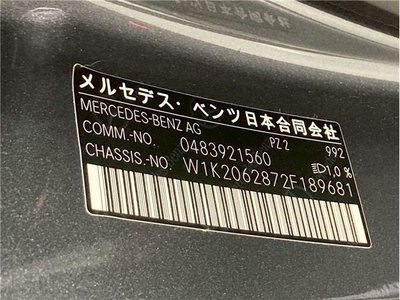 メルセデス・ベンツ日本合同会社
MERCEDES-BENZ AG PZ 2 992
COMM.-NO. 0483921560 1,0 %
CHASSIS.-NO. W1K2062872F189681